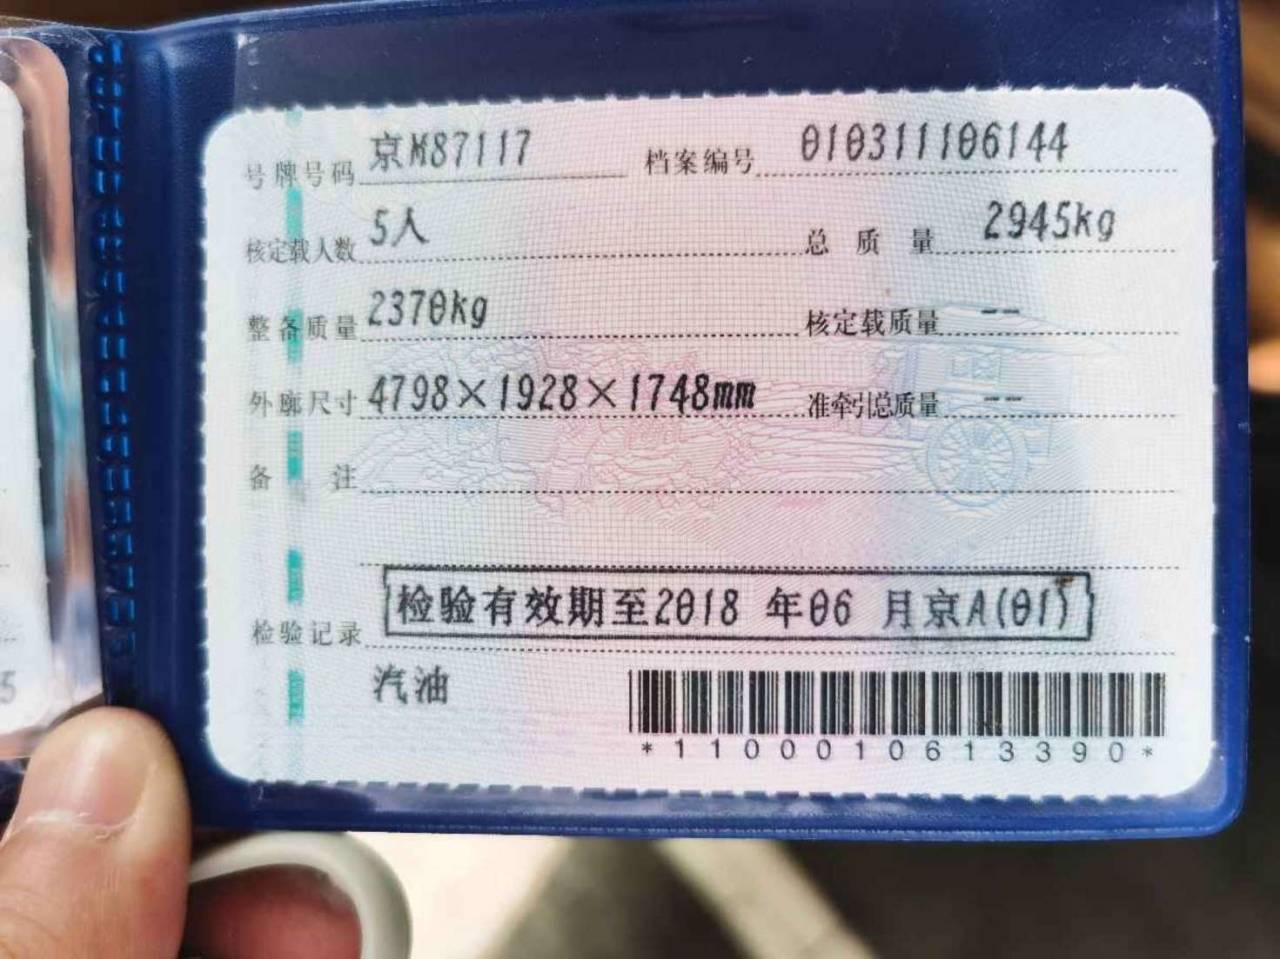 号牌号码 京M87117 档案编号 010311106144
核定载人数 5人 总质量 2945kg
整备质量 2370kg 核定载质量 --
外廓尺寸 4798×1928×1748mm 准牵引总质量 --
备注
检验记录 检验有效期至2018 年06 月京A(01)
汽油
*1100010613390*
5